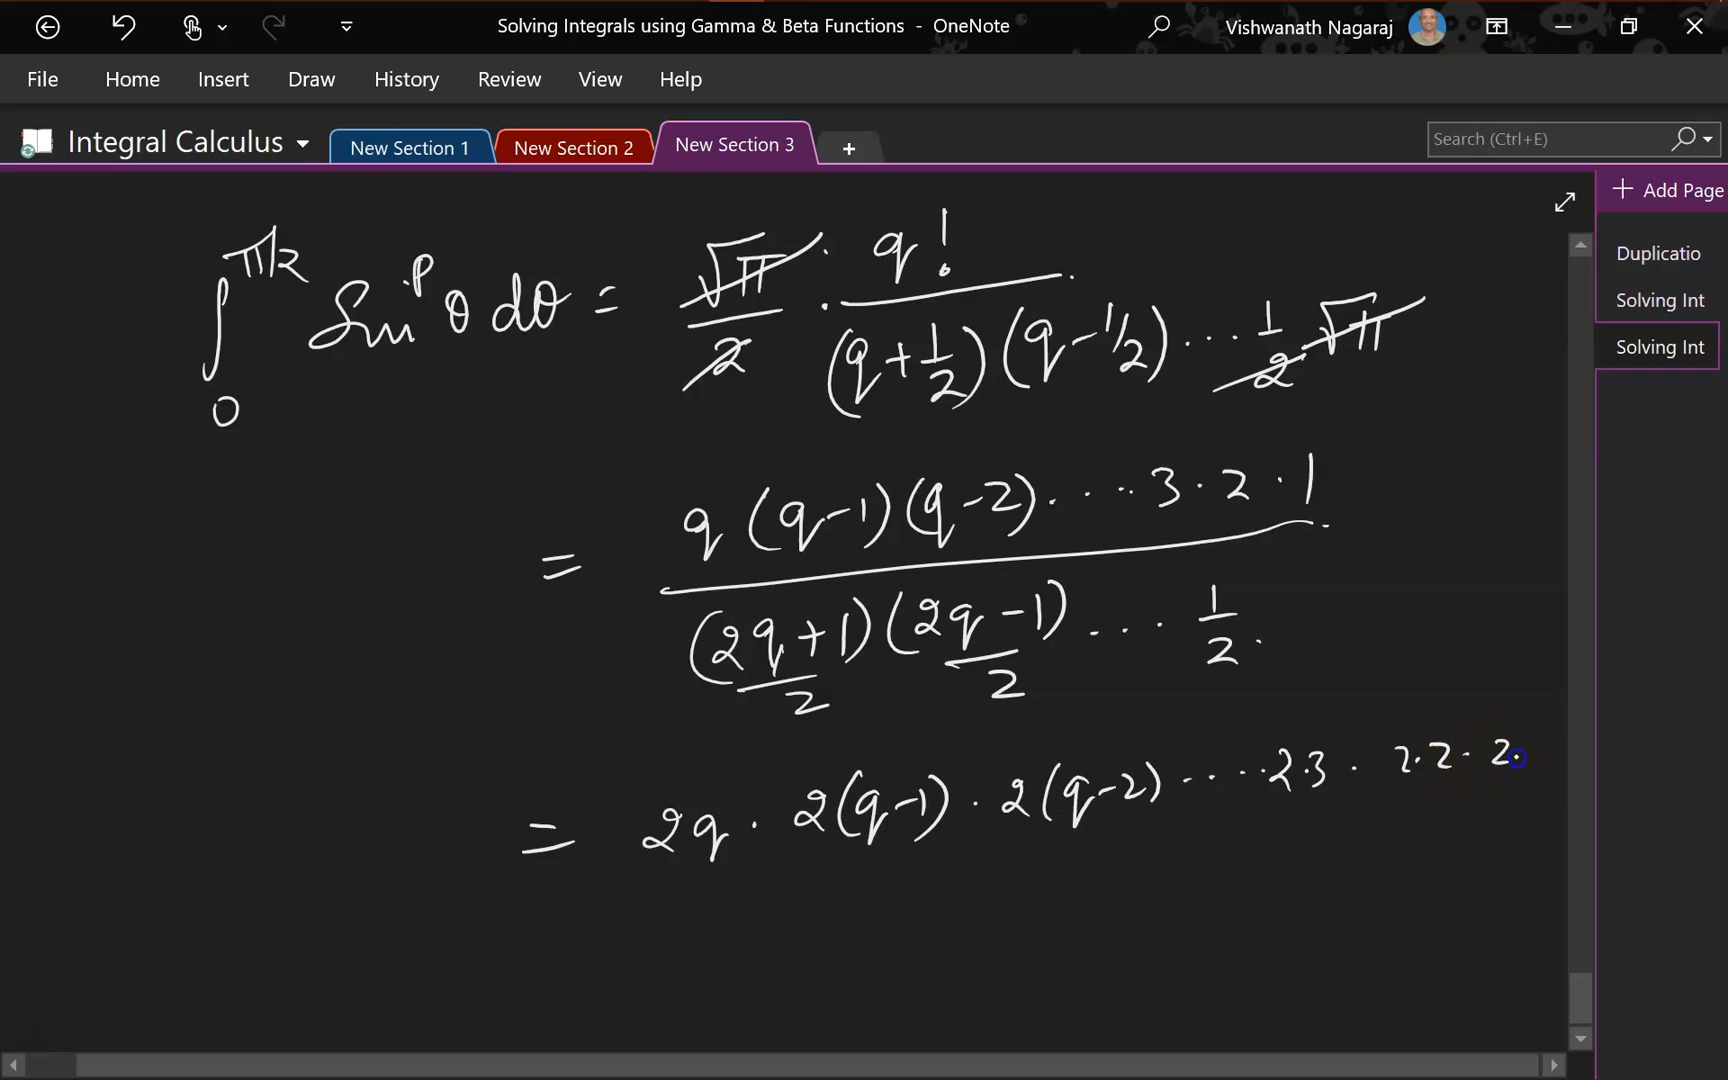 Solving Integrals using Gamma & Beta Functions - OneNote
Vishwanath Nagaraj
File Home Insert Draw History Review View Help
Integral Calculus New Section 1 New Section 2 New Section 3 +
Search (Ctrl+E)
Add Page
Duplicatio
Solving Int
Solving Int
∫₀^{π/2} Sin^p θ dθ = √π/2 · q!/((q+1/2)(q-1/2)....1/2 √π)
= q(q-1)(q-2).....3·2·1 / ((2q+1)/2 (2q-1)/2 .... 1/2)
= 2q · 2(q-1) · 2(q-2) .....2·3 · 2·2 · 2·